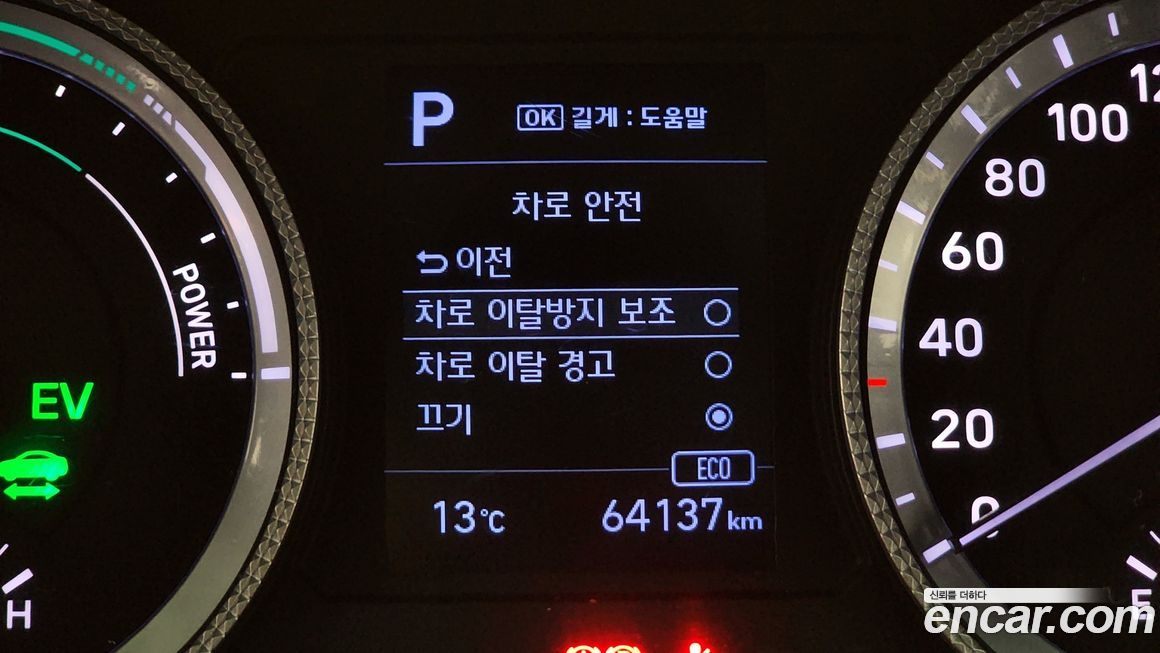 P
OK 길게 : 도움말
차로 안전
이전
차로 이탈방지 보조
차로 이탈 경고
끄기
ECO
13℃ 64137 km
POWER
EV
H
100
80
60
40
20
0
E
신뢰를 더하다
encar.com